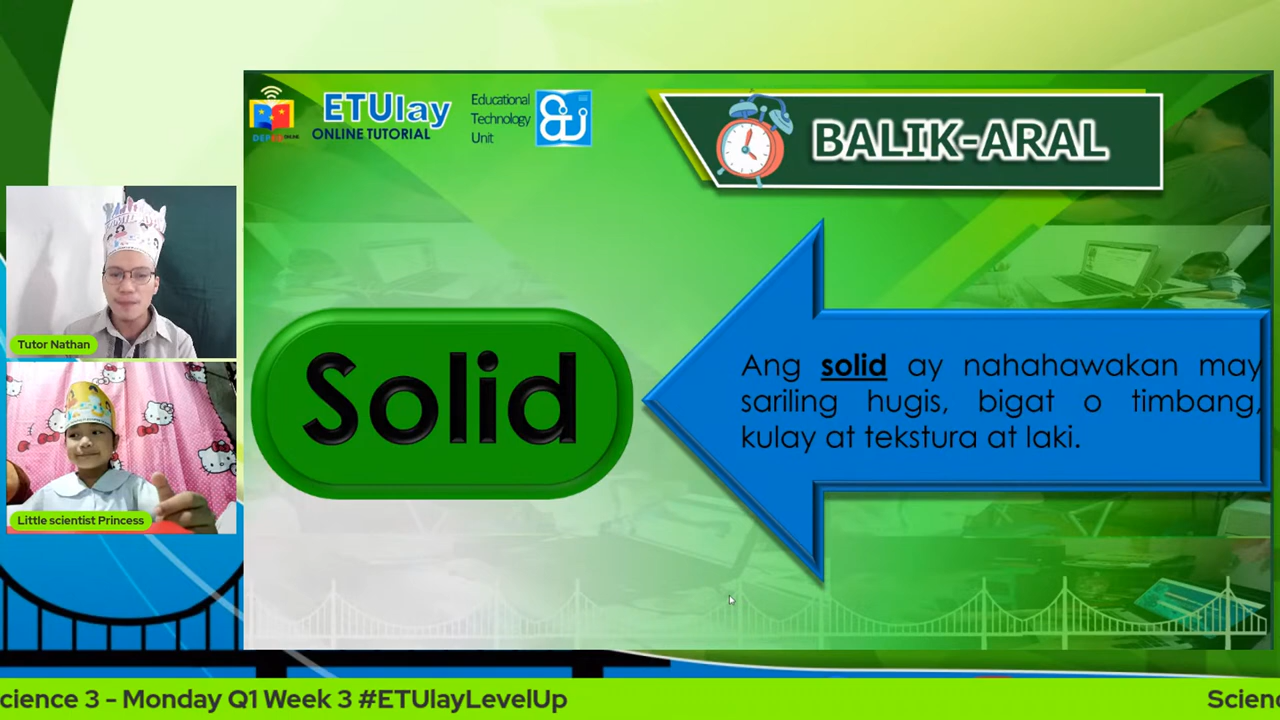 ETUlay
ONLINE TUTORIAL
Educational
Technology
Unit
BALIK-ARAL
Tutor Nathan
Little scientist Princess
Solid
Ang solid ay nahahawakan may
sariling hugis, bigat o timbang,
kulay at tekstura at laki.
cience 3 - Monday Q1 Week 3 #ETUlayLevelUp
Scienc